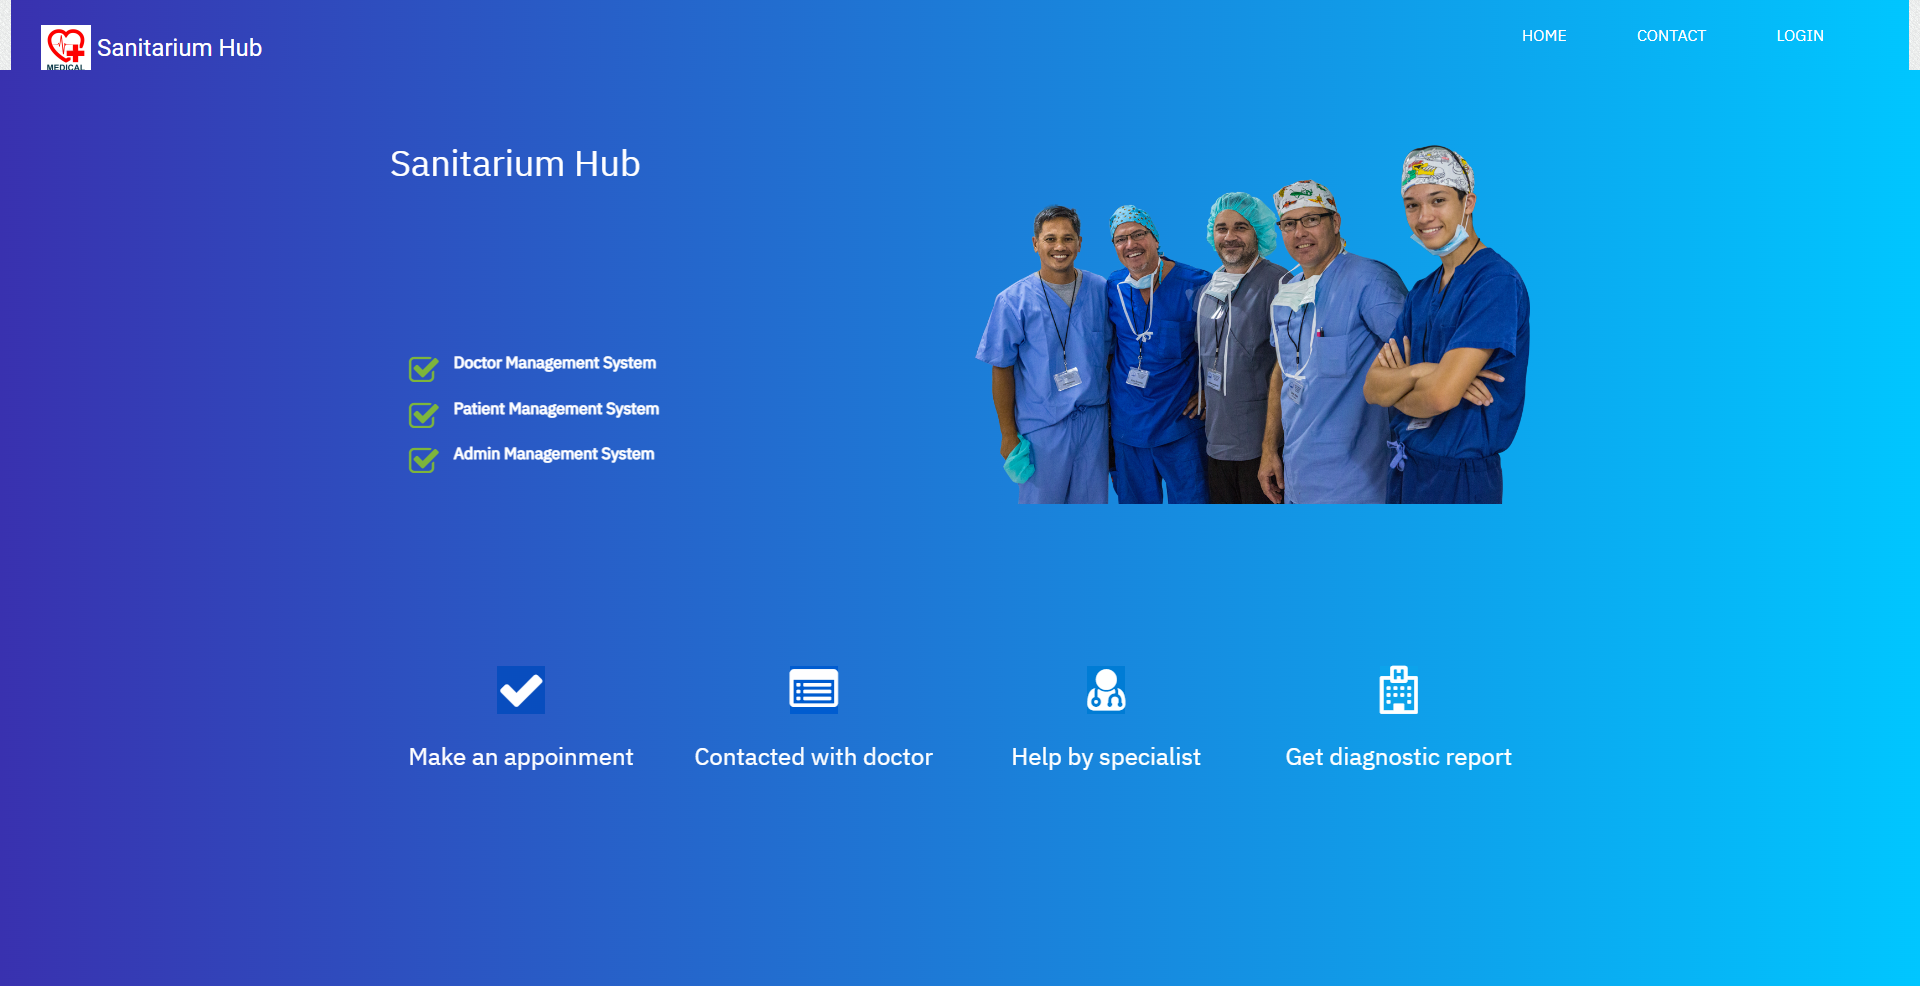 MEDICAL
Sanitarium Hub
HOME
CONTACT
LOGIN
Sanitarium Hub
Doctor Management System
Patient Management System
Admin Management System
H
Make an appoinment
Contacted with doctor
Help by specialist
Get diagnostic report